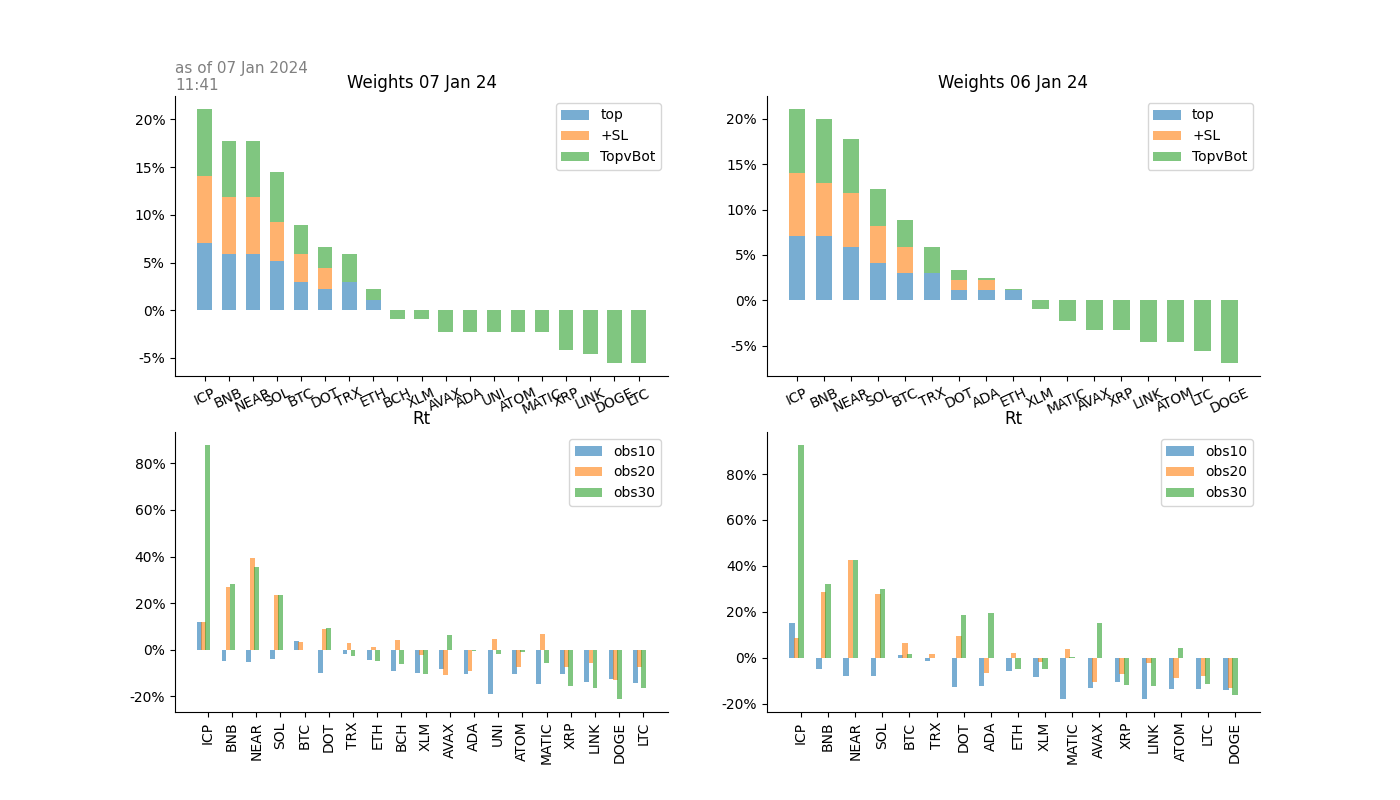 as of 07 Jan 2024
11:41
Weights 07 Jan 24
20%
15%
10%
5%
0%
-5%
top
+SL
TopvBot
ICP BNB NEAR SOL BTC DOT TRX ETH BCH XLM AVAX ADA UNI ATOM MATIC XRP LINK DOGE LTC
Weights 06 Jan 24
20%
15%
10%
5%
0%
-5%
top
+SL
TopvBot
ICP BNB NEAR SOL BTC TRX DOT ADA ETH XLM MATIC AVAX XRP LINK ATOM LTC DOGE
Rt
80%
60%
40%
20%
0%
-20%
obs10
obs20
obs30
ICP BNB NEAR SOL BTC DOT TRX ETH BCH XLM AVAX ADA UNI ATOM MATIC XRP LINK DOGE LTC
Rt
80%
60%
40%
20%
0%
-20%
obs10
obs20
obs30
ICP BNB NEAR SOL BTC TRX DOT ADA ETH XLM MATIC AVAX XRP LINK ATOM LTC DOGE